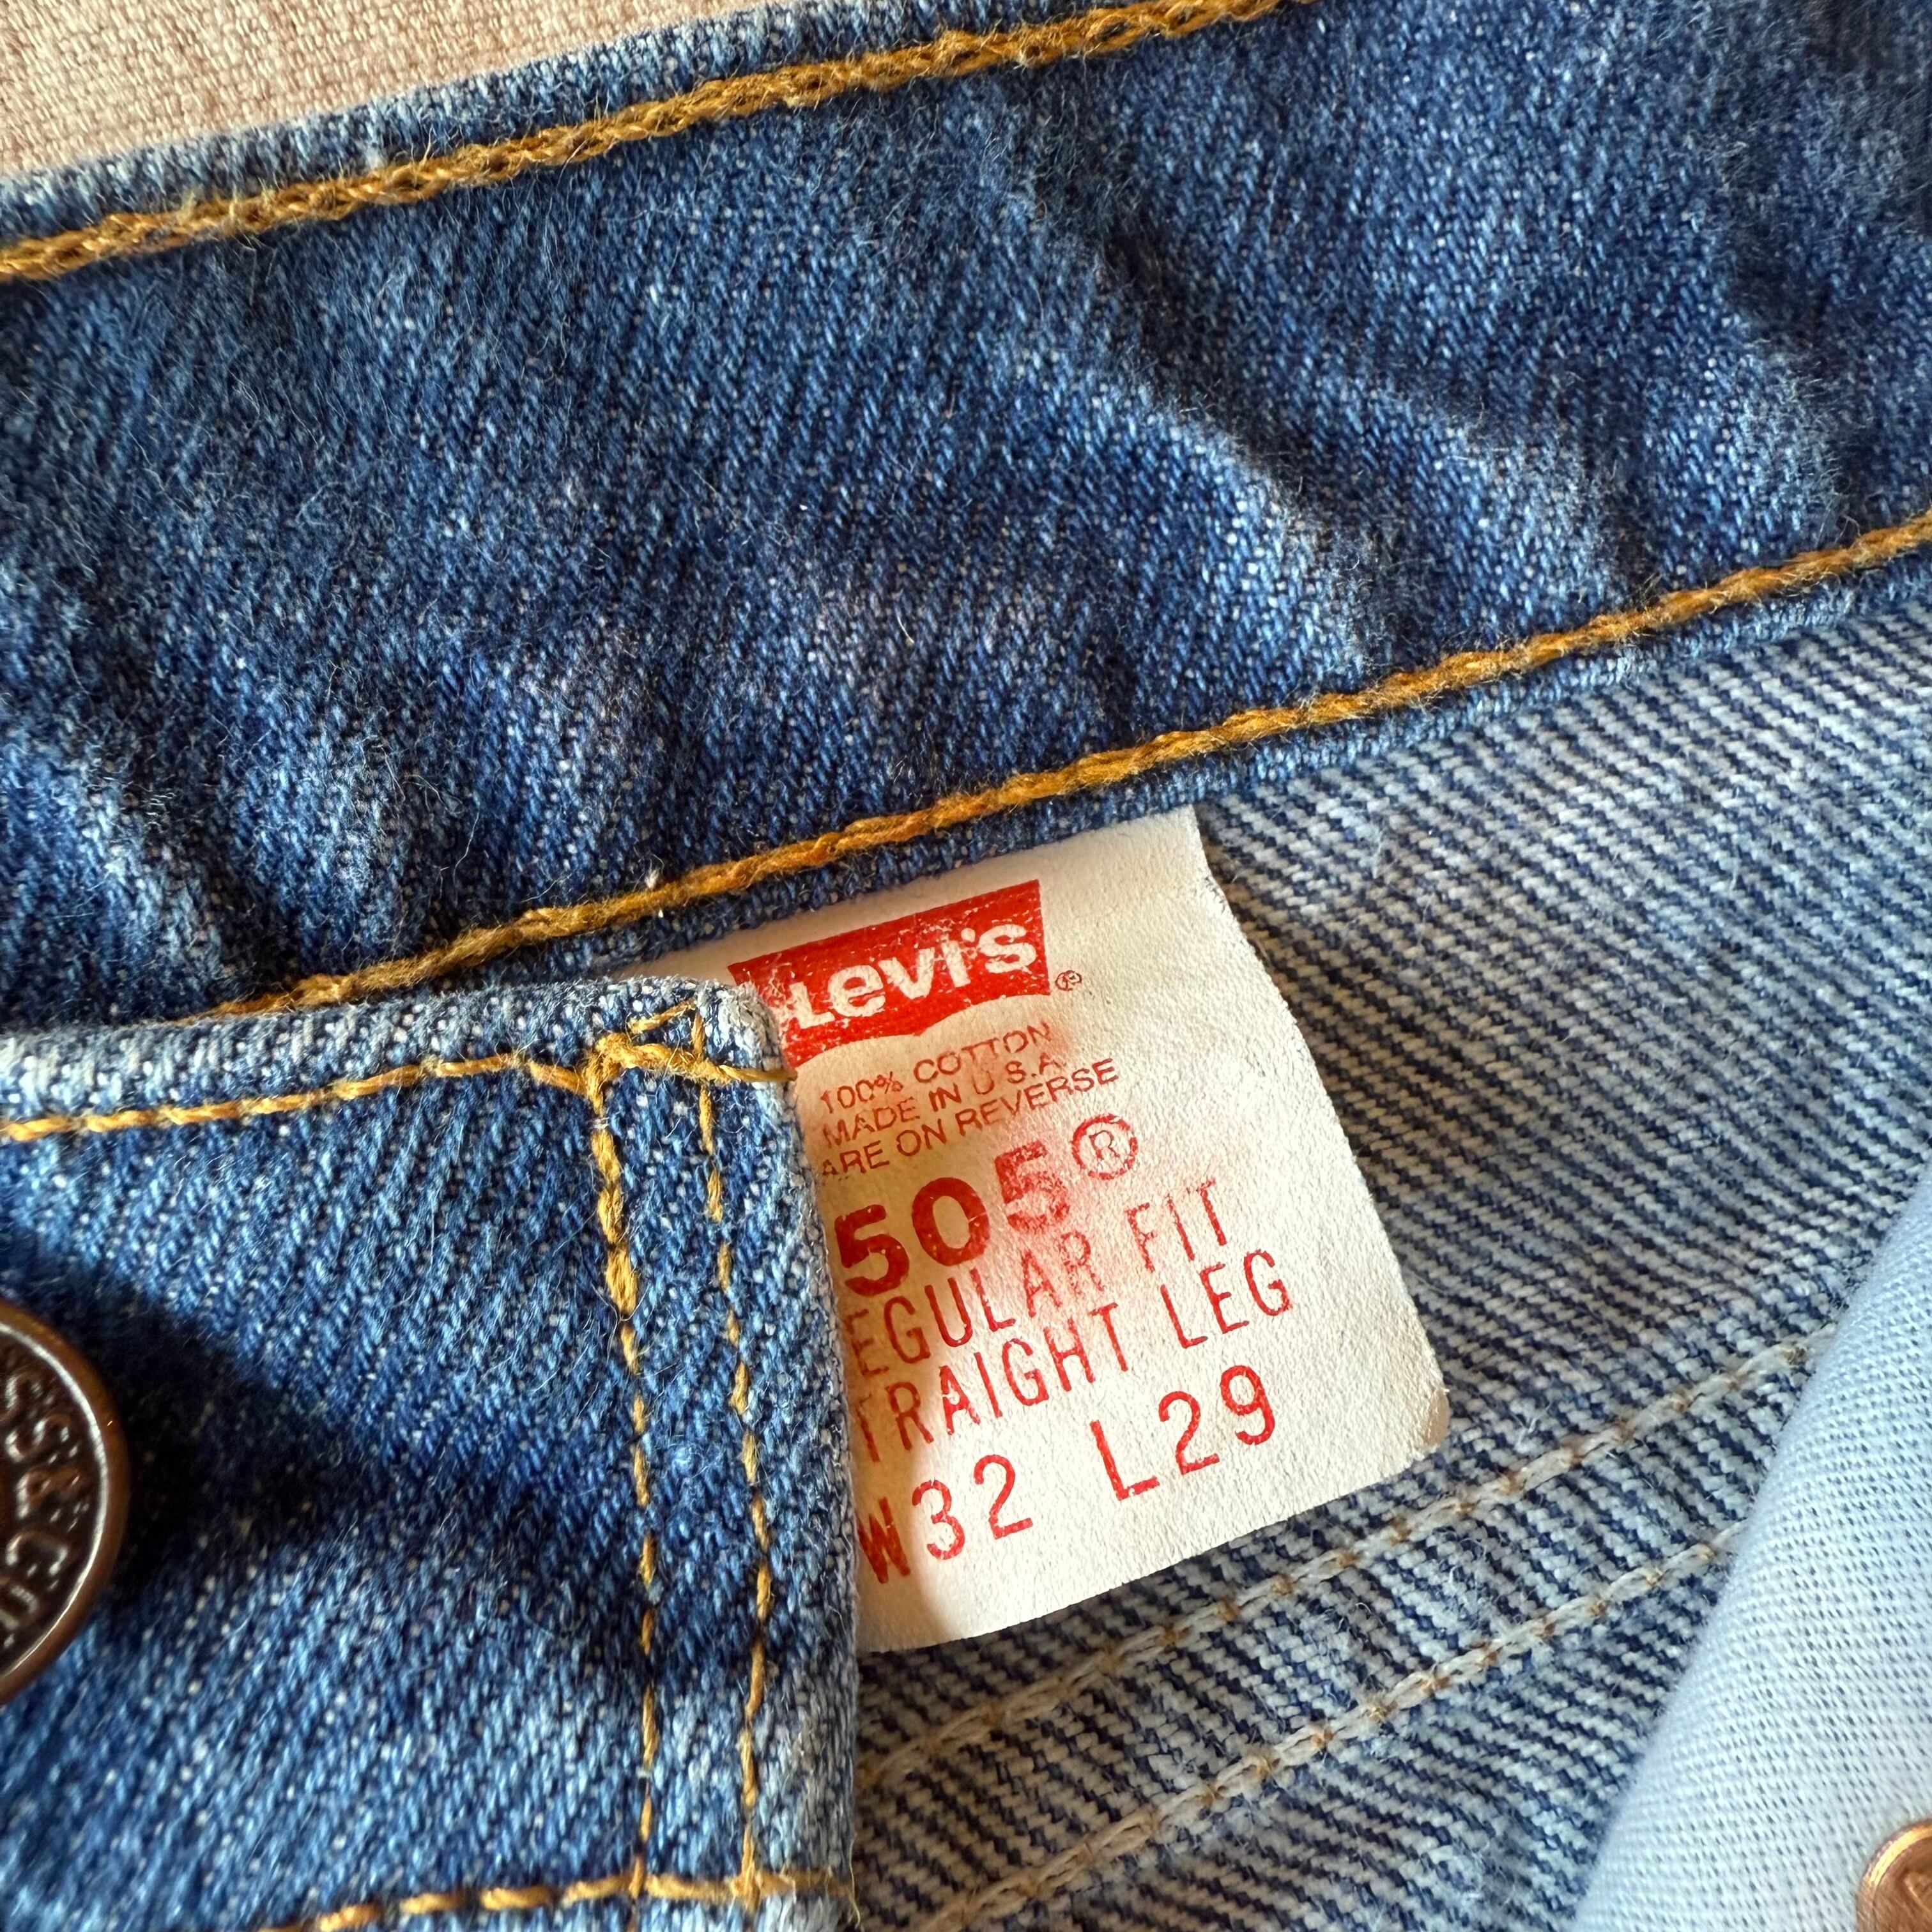 Levi's®
100% COTTON
MADE IN U.S.A.
ARE ON REVERSE
505®
EGULAR FIT
TRAIGHT LEG
W32 L29